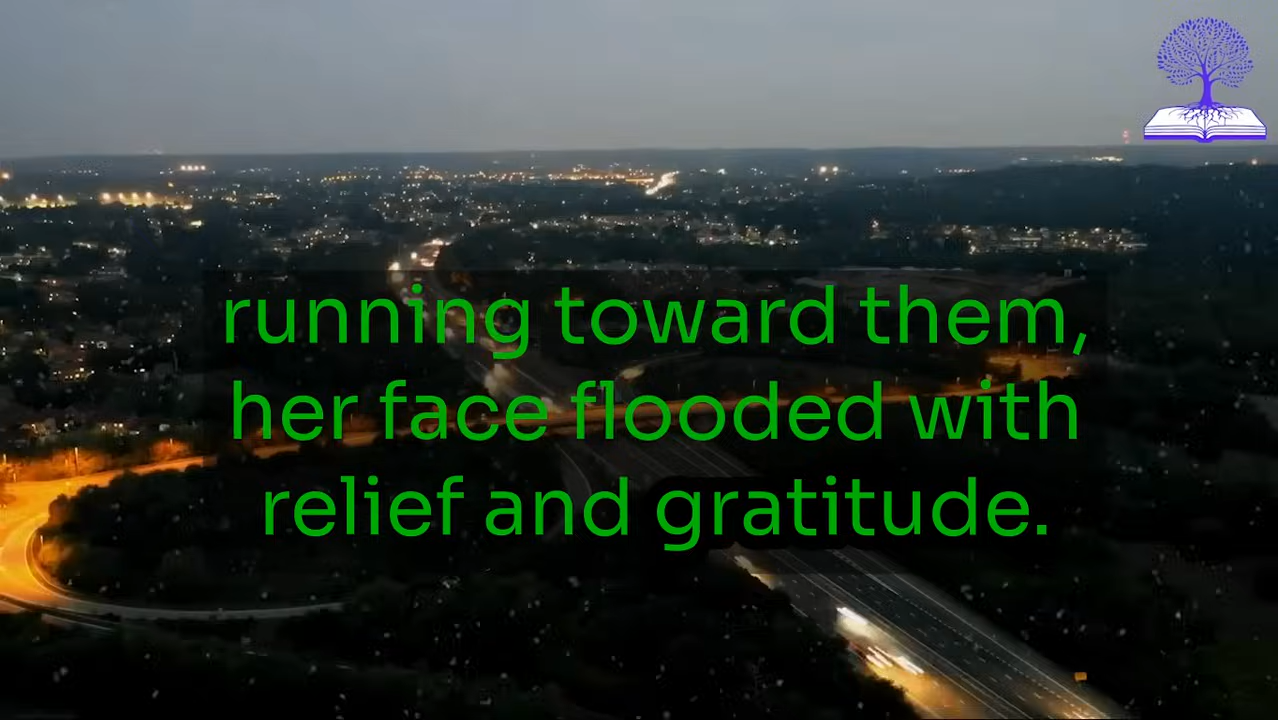 running toward them,
her face flooded with
relief and gratitude.